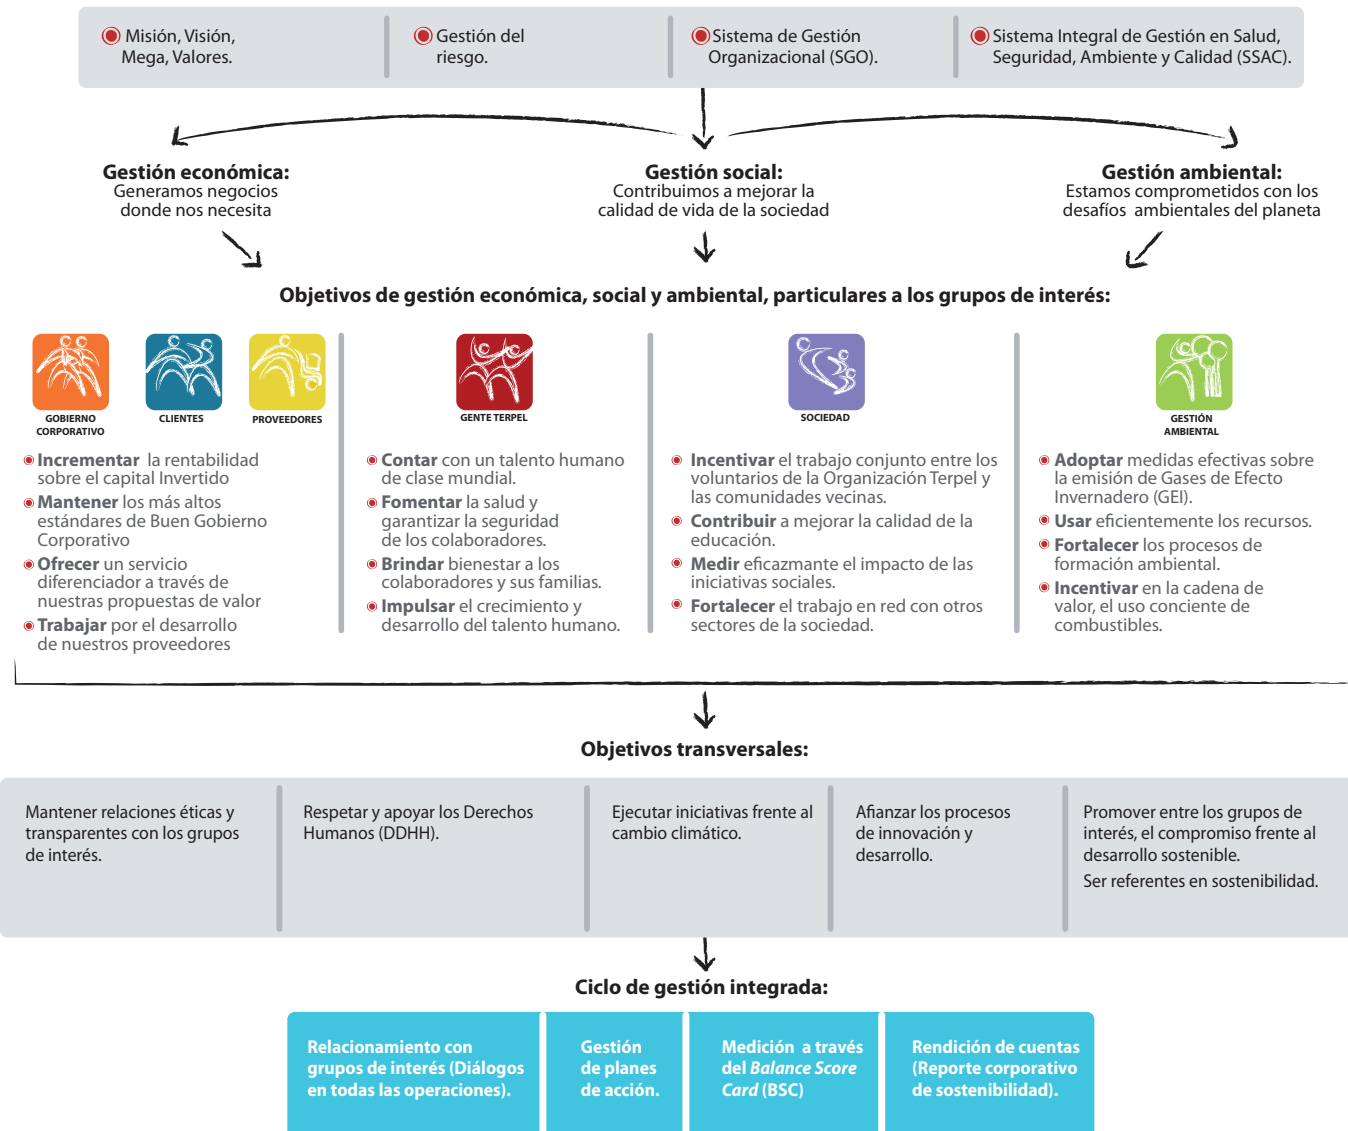 Misión, Visión,
Mega, Valores.
Gestión del
riesgo.
Sistema de Gestión
Organizacional (SGO).
Sistema Integral de Gestión en Salud,
Seguridad, Ambiente y Calidad (SSAC).
Gestión económica:
Generamos negocios
donde nos necesita
Gestión social:
Contribuimos a mejorar la
calidad de vida de la sociedad
Gestión ambiental:
Estamos comprometidos con los
desafíos ambientales del planeta
Objetivos de gestión económica, social y ambiental, particulares a los grupos de interés:
GOBIERNO
CORPORATIVO
CLIENTES
PROVEEDORES
Incrementar la rentabilidad
sobre el capital Invertido
Mantener los más altos
estándares de Buen Gobierno
Corporativo
Ofrecer un servicio
diferenciador a través de
nuestras propuestas de valor
Trabajar por el desarrollo
de nuestros proveedores
GENTE TERPEL
Contar con un talento humano
de clase mundial.
Fomentar la salud y
garantizar la seguridad
de los colaboradores.
Brindar bienestar a los
colaboradores y sus familias.
Impulsar el crecimiento y
desarrollo del talento humano.
SOCIEDAD
Incentivar el trabajo conjunto entre los
voluntarios de la Organización Terpel y
las comunidades vecinas.
Contribuir a mejorar la calidad de la
educación.
Medir eficazmante el impacto de las
iniciativas sociales.
Fortalecer el trabajo en red con otros
sectores de la sociedad.
GESTIÓN
AMBIENTAL
Adoptar medidas efectivas sobre
la emisión de Gases de Efecto
Invernadero (GEI).
Usar eficientemente los recursos.
Fortalecer los procesos de
formación ambiental.
Incentivar en la cadena de
valor, el uso conciente de
combustibles.
Objetivos transversales:
Mantener relaciones éticas y
transparentes con los grupos
de interés.
Respetar y apoyar los Derechos
Humanos (DDHH).
Ejecutar iniciativas frente al
cambio climático.
Afianzar los procesos
de innovación y
desarrollo.
Promover entre los grupos de
interés, el compromiso frente al
desarrollo sostenible.
Ser referentes en sostenibilidad.
Ciclo de gestión integrada:
Relacionamiento con
grupos de interés (Diálogos
en todas las operaciones).
Gestión
de planes
de acción.
Medición a través
del Balance Score
Card (BSC)
Rendición de cuentas
(Reporte corporativo
de sostenibilidad).